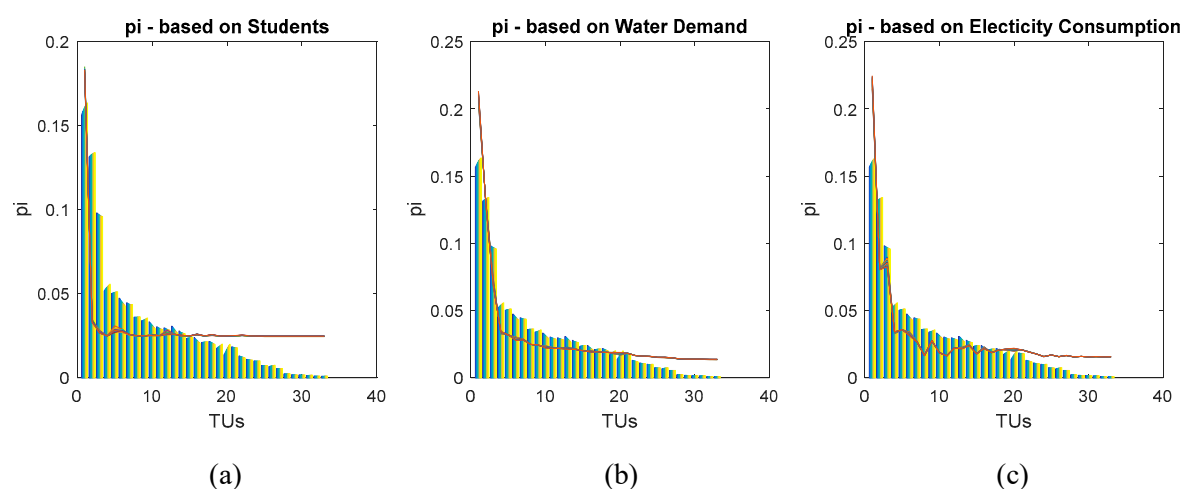 pi - based on Students
0.2
0.15
0.1
0.05
0
pi
0 10 20 30 40
TUs
(a)
pi - based on Water Demand
0.25
0.2
0.15
0.1
0.05
0
pi
0 10 20 30 40
TUs
(b)
pi - based on Electicity Consumption
0.25
0.2
0.15
0.1
0.05
0
pi
0 10 20 30 40
TUs
(c)